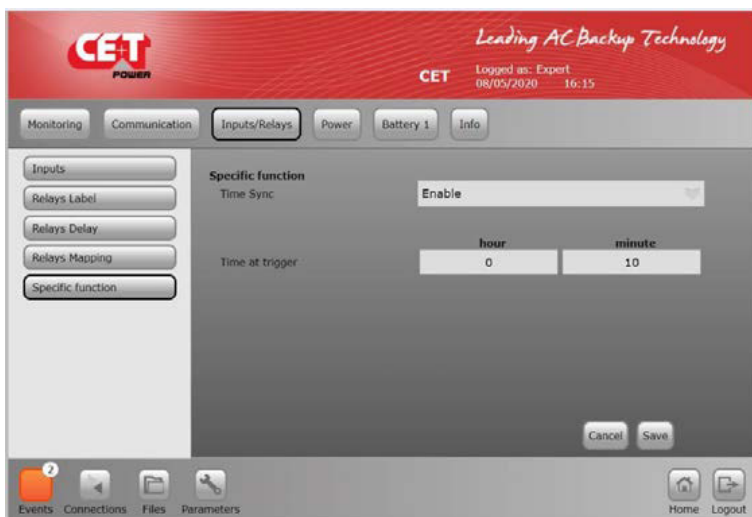 CE+T
POWER
Leading AC Backup Technology
CET
Logged as: Expert
08/05/2020 16:15
Monitoring Communication Inputs/Relays Power Battery 1 Info
Inputs
Relays Label
Relays Delay
Relays Mapping
Specific function
Specific function
Time Sync Enable
hour minute
Time at trigger 0 10
Cancel Save
2
Events Connections Files Parameters Home Logout